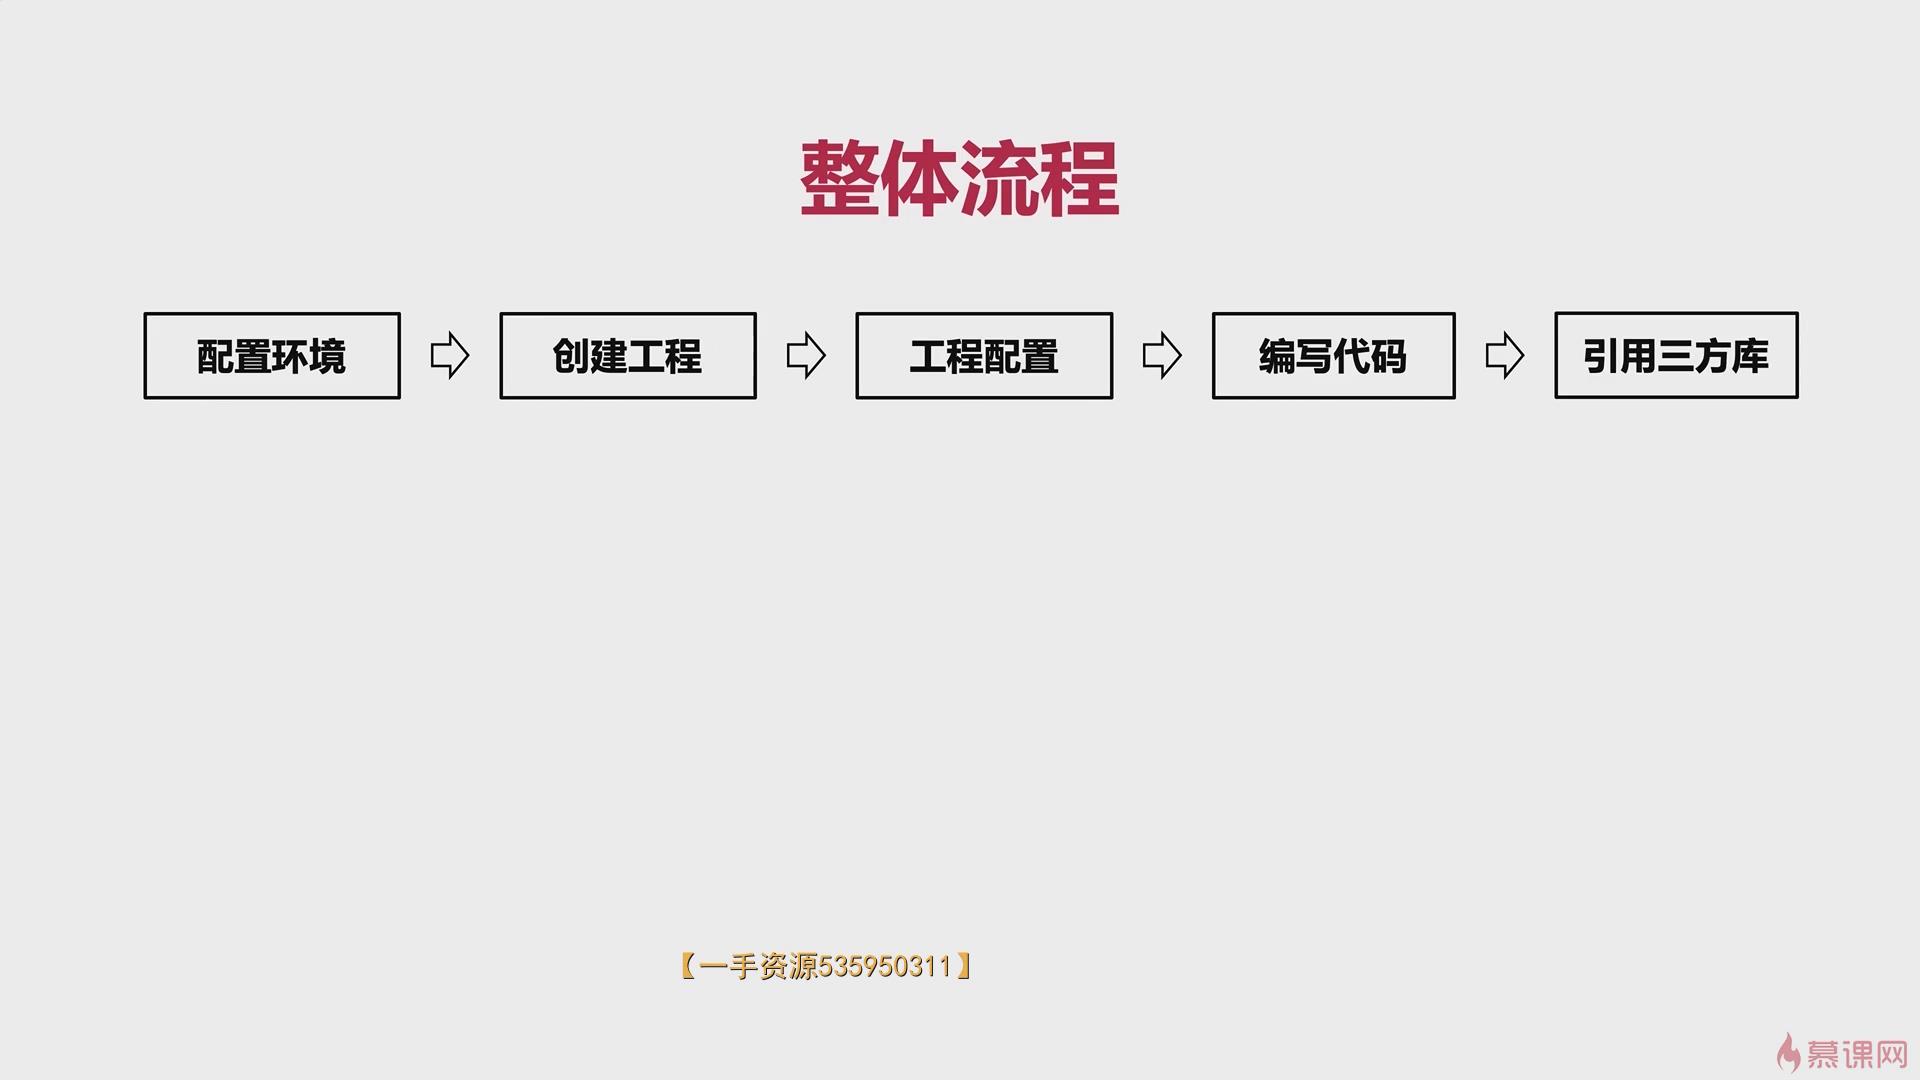 整体流程
配置环境
创建工程
工程配置
编写代码
引用三方库
【一手资源535950311】
慕课网